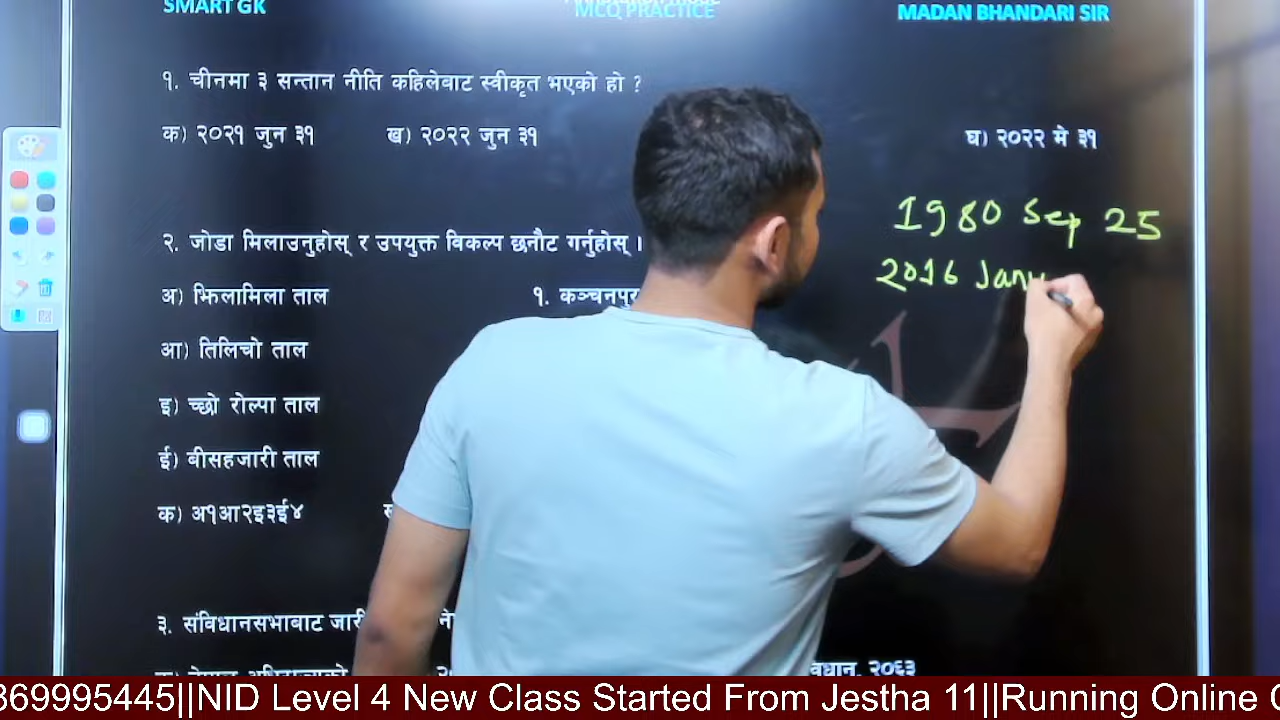 SMART GK MCQ PRACTICE MADAN BHANDARI SIR
१. चीनमा ३ सन्तान नीति कहिलेबाट स्वीकृत भएको हो ?
क) २०२१ जुन ३१ ख) २०२२ जुन ३१ घ) २०२२ मे ३१
1980 Sep 25
2016 Janu
२. जोडा मिलाउनुहोस् र उपयुक्त विकल्प छनौट गर्नुहोस् ।
अ) झिलामिला ताल १. कञ्चनपुर
आ) तिलिचो ताल
इ) च्छो रोल्पा ताल
ई) बीसहजारी ताल
क) अ१आ२इ३ई४
३. संविधानसभाबाट जारी
२०६३
869995445||NID Level 4 New Class Started From Jestha 11||Running Online